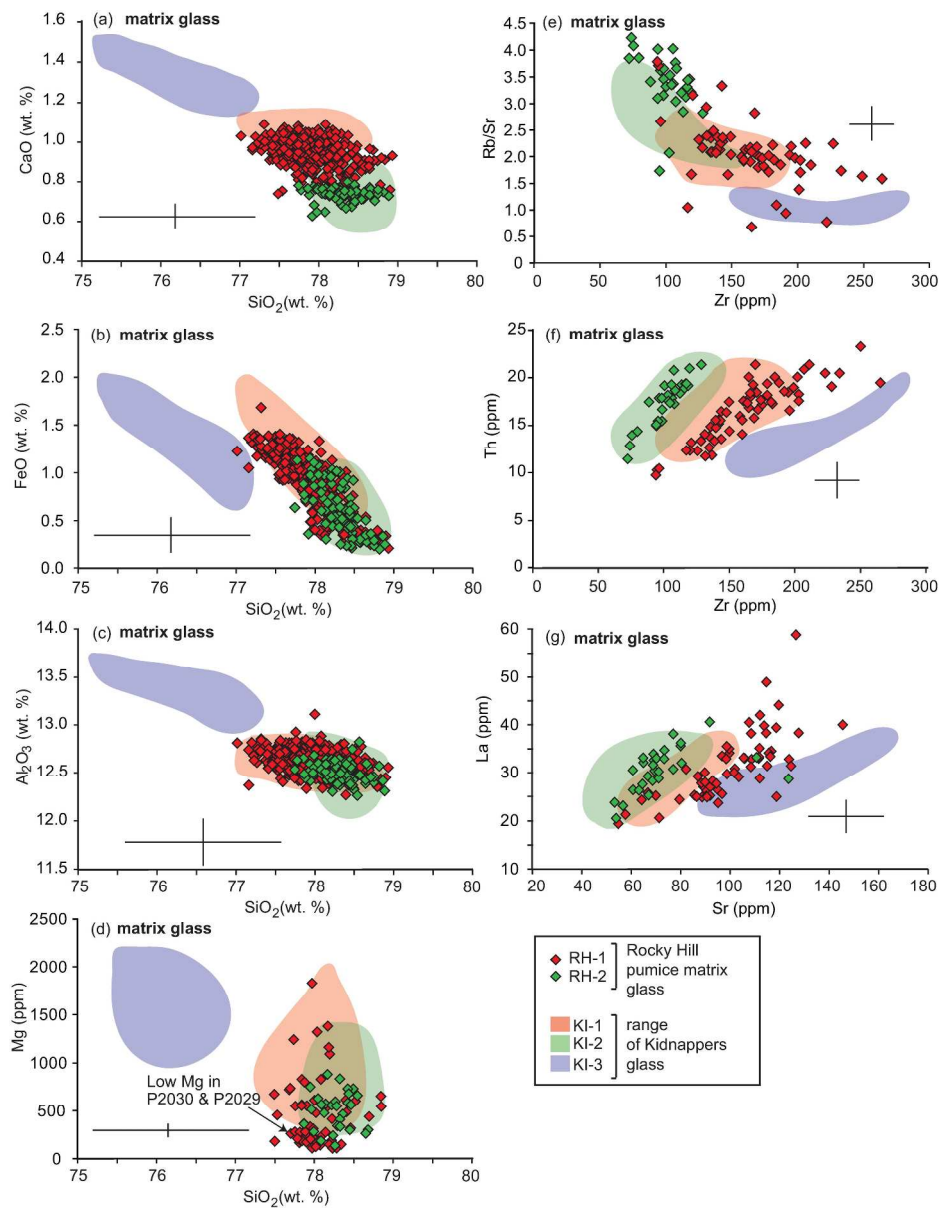 (a) matrix glass
1.6
1.4
1.2
1.0
0.8
0.6
0.4
CaO (wt. %)
75 76 77 78 79 80
SiO₂(wt. %)
(b) matrix glass
2.5
2.0
1.5
1.0
0.5
0.0
FeO (wt. %)
75 76 77 78 79 80
SiO₂(wt. %)
(c) matrix glass
14.0
13.5
13.0
12.5
12.0
11.5
Al₂O₃ (wt. %)
75 76 77 78 79 80
SiO₂(wt. %)
(d) matrix glass
2500
2000
1500
1000
500
0
Mg (ppm)
Low Mg in
P2030 & P2029
75 76 77 78 79 80
SiO₂(wt. %)
(e) matrix glass
4.5
4.0
3.5
3.0
2.5
2.0
1.5
1.0
0.5
0
Rb/Sr
0 50 100 150 200 250 300
Zr (ppm)
(f) matrix glass
25
20
15
10
5
0
Th (ppm)
0 50 100 150 200 250 300
Zr (ppm)
(g) matrix glass
60
50
40
30
20
10
La (ppm)
20 40 60 80 100 120 140 160 180
Sr (ppm)
RH-1
RH-2
Rocky Hill
pumice matrix
glass
KI-1
KI-2
KI-3
range
of Kidnappers
glass